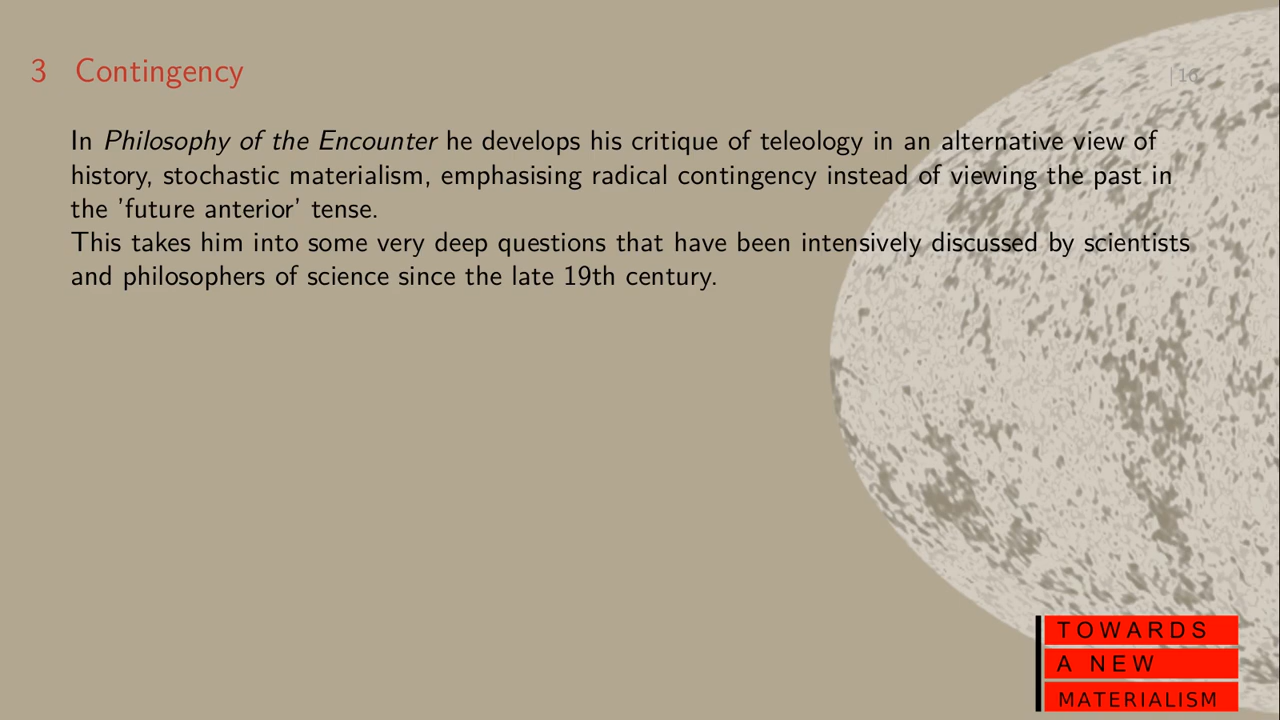 3 Contingency
| 16
In Philosophy of the Encounter he develops his critique of teleology in an alternative view of
history, stochastic materialism, emphasising radical contingency instead of viewing the past in
the 'future anterior' tense.
This takes him into some very deep questions that have been intensively discussed by scientists
and philosophers of science since the late 19th century.
TOWARDS
A NEW
MATERIALISM